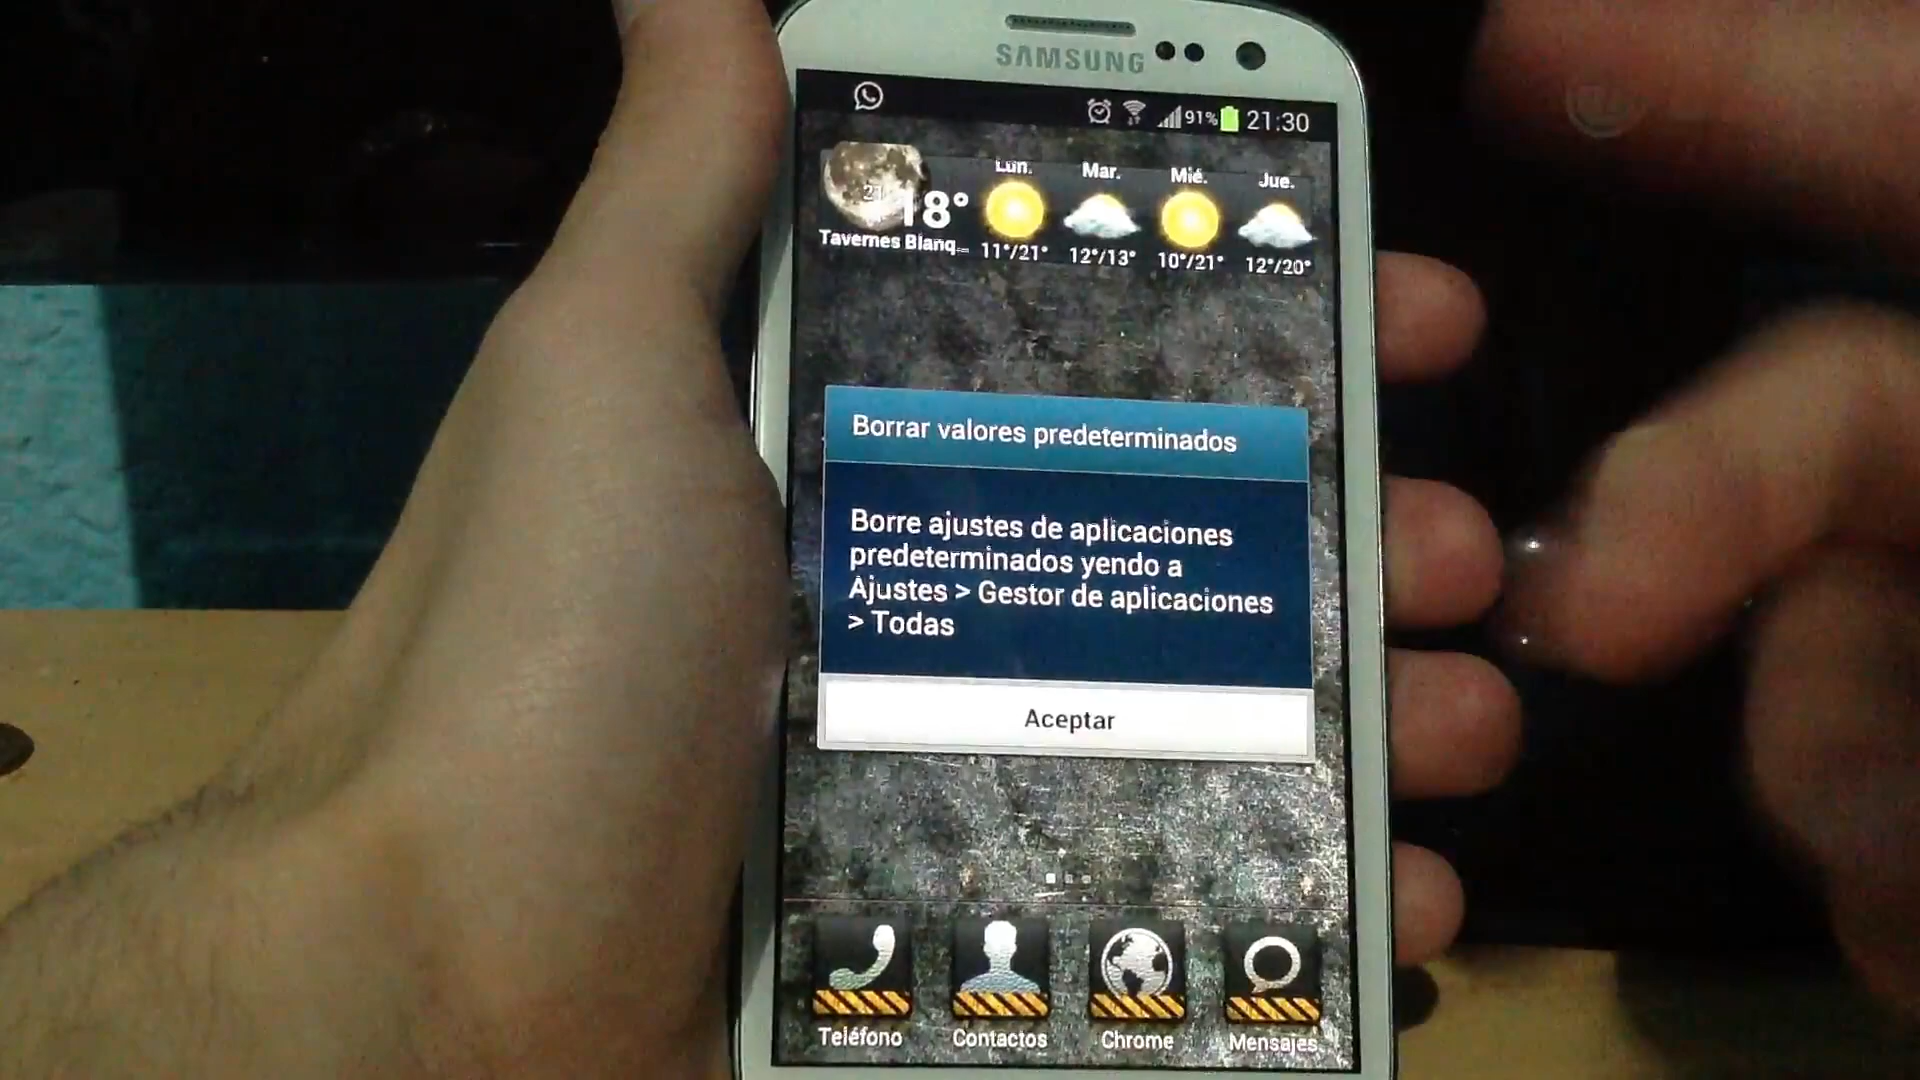 SAMSUNG
91% 21:30
Lun. Mar. Mié. Jue.
18°
Tavernes Blanq...
11°/21° 12°/13° 10°/21° 12°/20°
Borrar valores predeterminados
Borre ajustes de aplicaciones
predeterminados yendo a
Ajustes > Gestor de aplicaciones
> Todas
Aceptar
Teléfono Contactos Chrome Mensajes